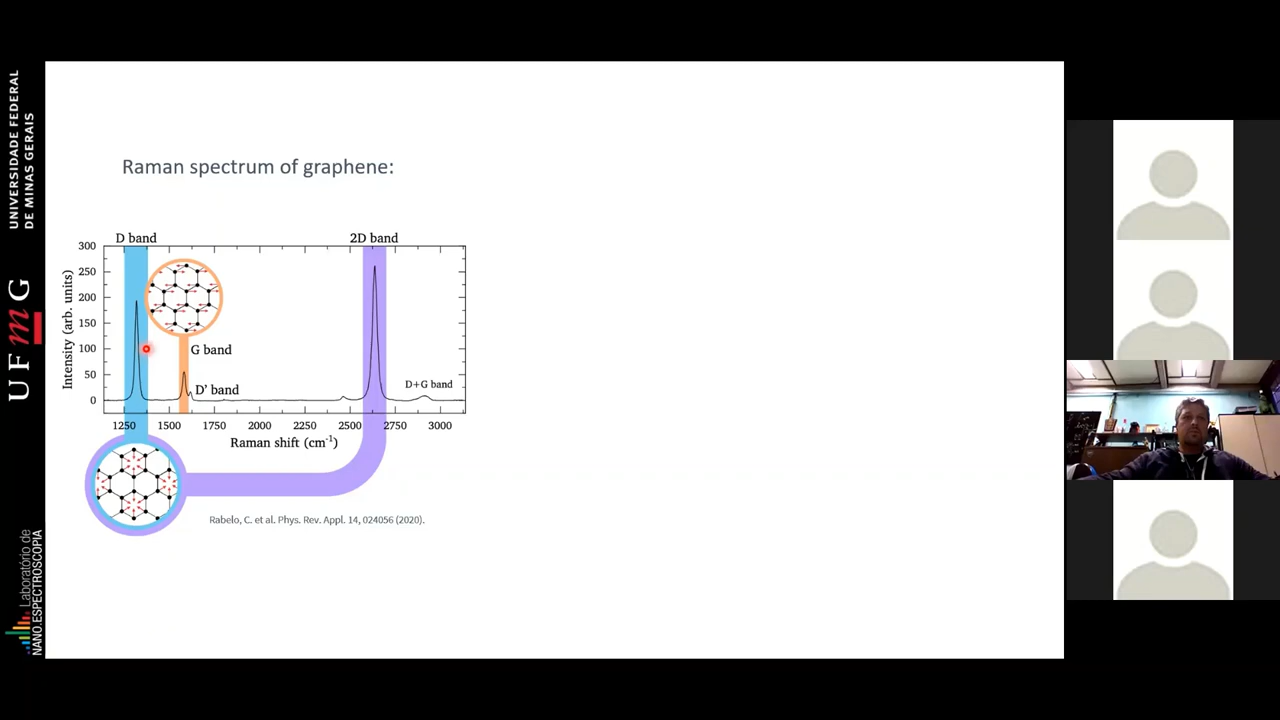 UNIVERSIDADE FEDERAL
DE MINAS GERAIS
UFmG
Laboratório de
NANO.ESPECTROSCOPIA
Raman spectrum of graphene:
D band
2D band
300
250
200
150
100
50
0
Intensity (arb. units)
G band
D' band
D+G band
1250 1500 1750 2000 2250 2500 2750 3000
Raman shift (cm⁻¹)
Rabelo, C. et al. Phys. Rev. Appl. 14, 024056 (2020).